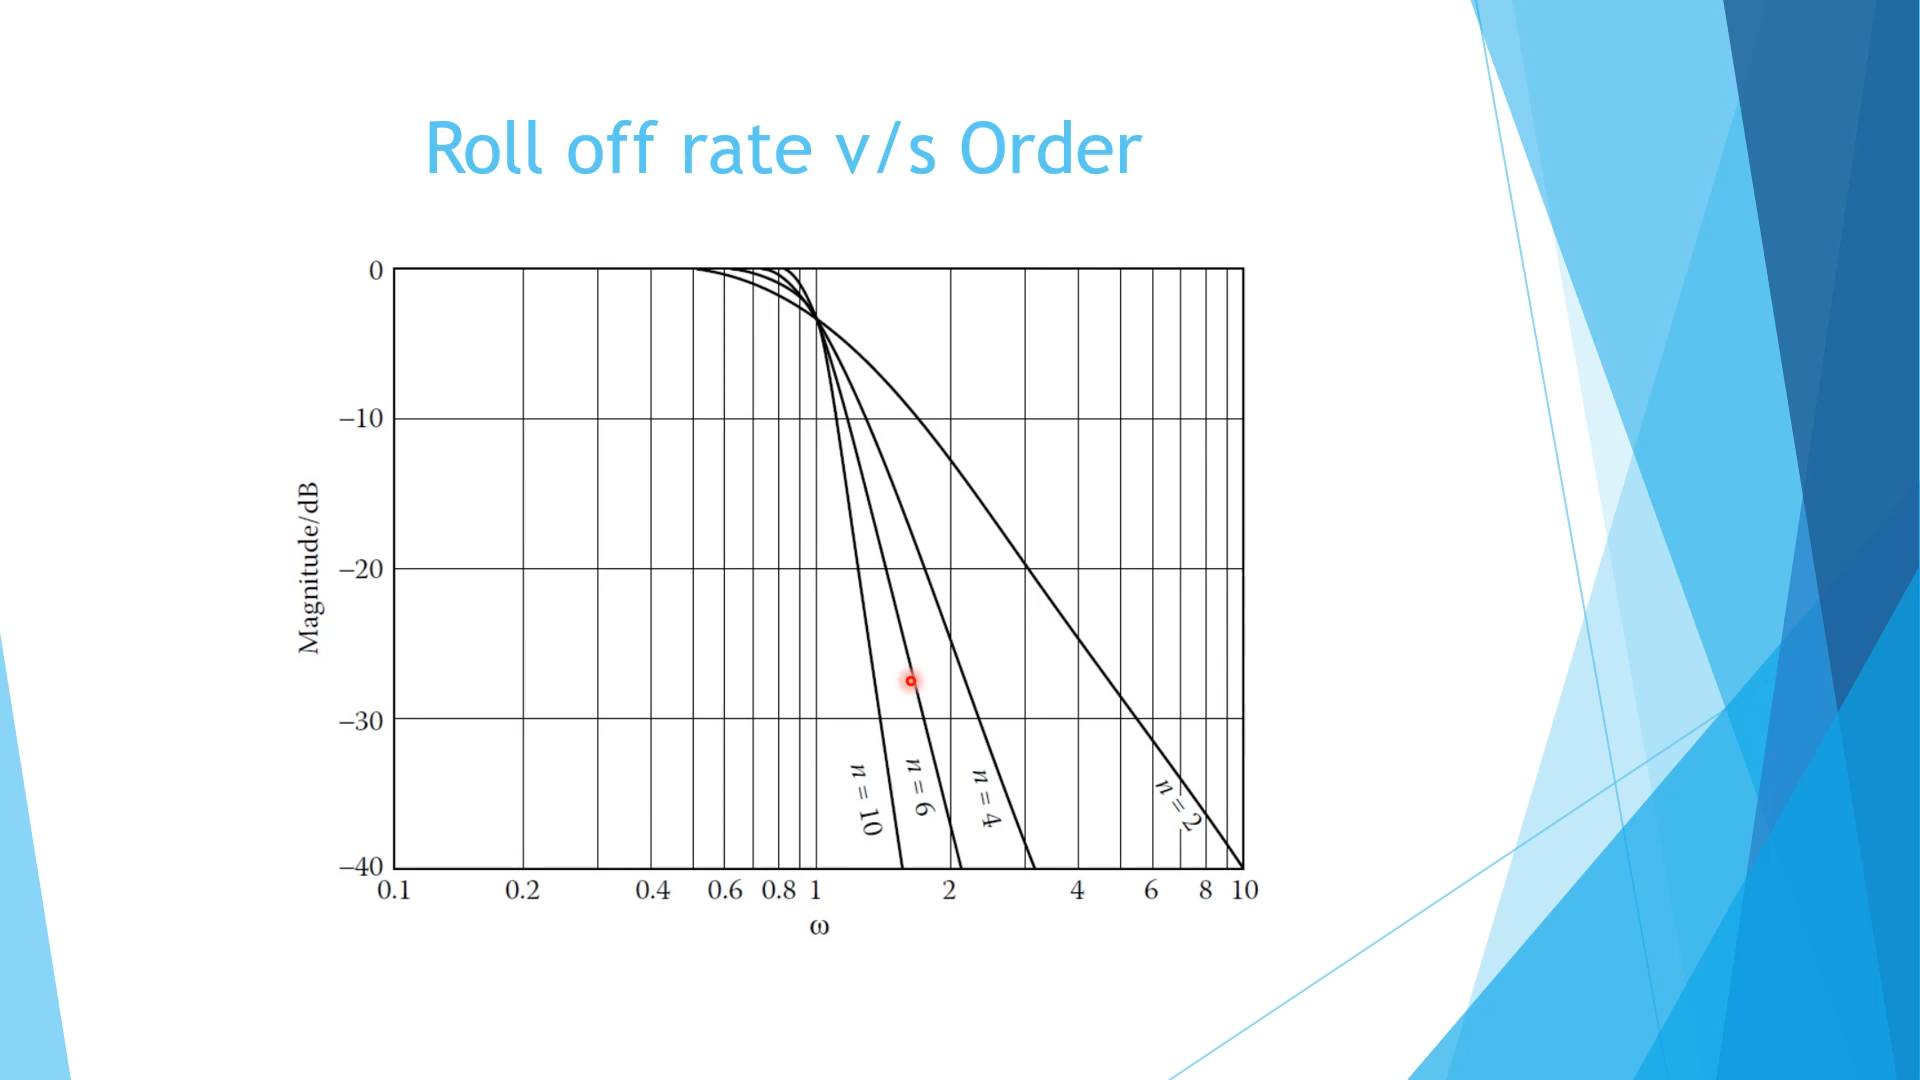 Roll off rate v/s Order
0
−10
−20
−30
−40
Magnitude/dB
n = 10
n = 6
n = 4
n = 2
0.1 0.2 0.4 0.6 0.8 1 2 4 6 8 10
ω